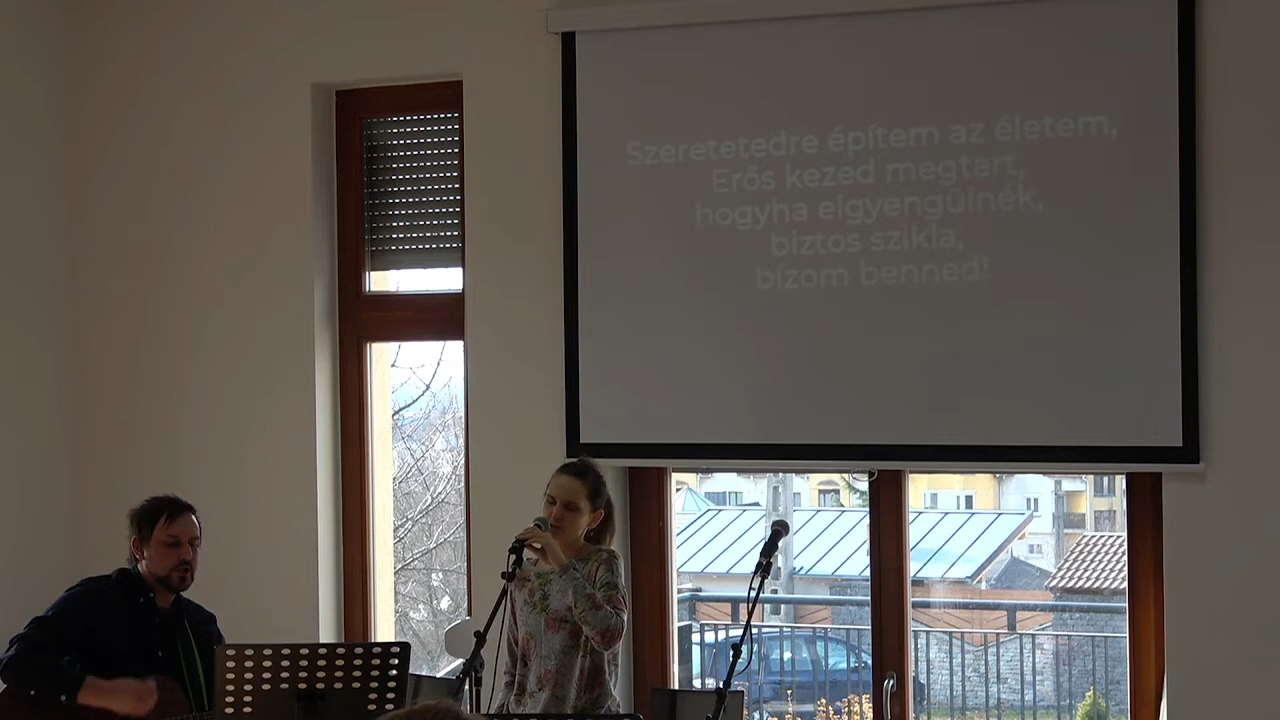 Szeretetedre építem az életem,
Erős kezed megtart,
hogyha elgyengülnék,
biztos szikla,
bízom benned!